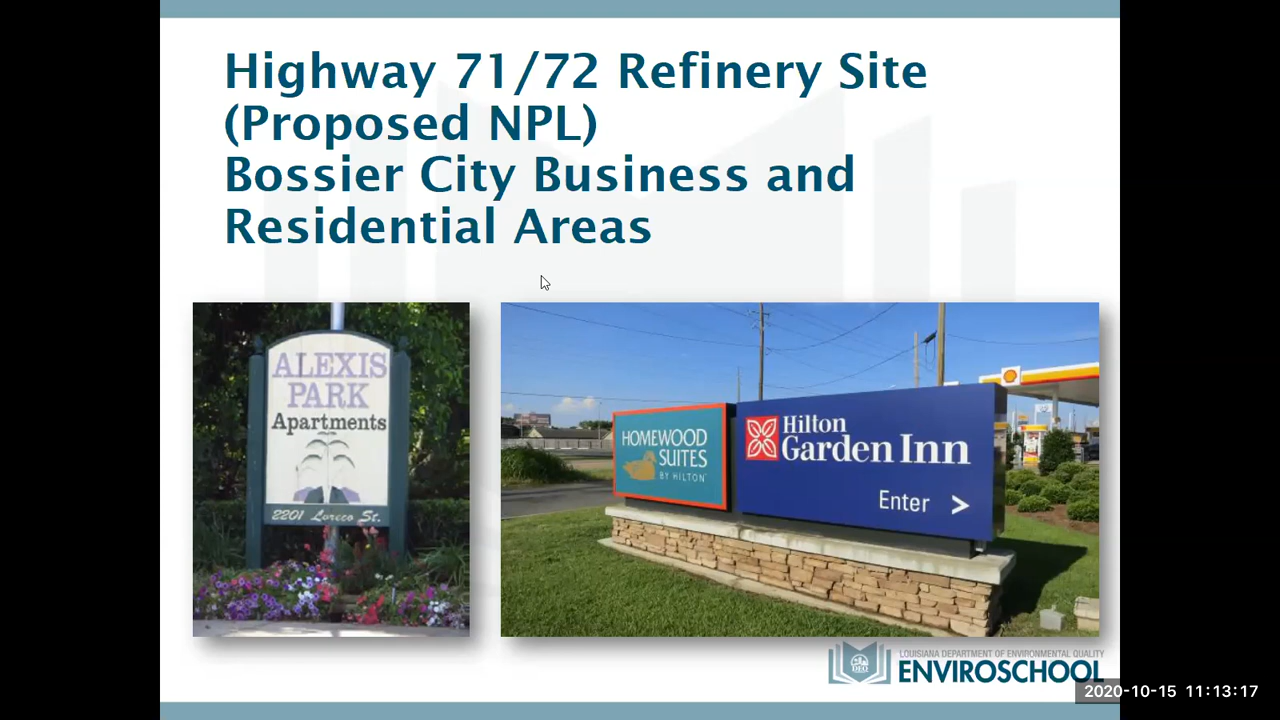 Highway 71/72 Refinery Site
(Proposed NPL)
Bossier City Business and
Residential Areas
ALEXIS
PARK
Apartments
2201 Loreco St.
HOMEWOOD
SUITES
BY HILTON
Hilton
Garden Inn
Enter >
LOUISIANA DEPARTMENT OF ENVIRONMENTAL QUALITY
DEQ
ENVIROSCHOOL
2020-10-15 11:13:17